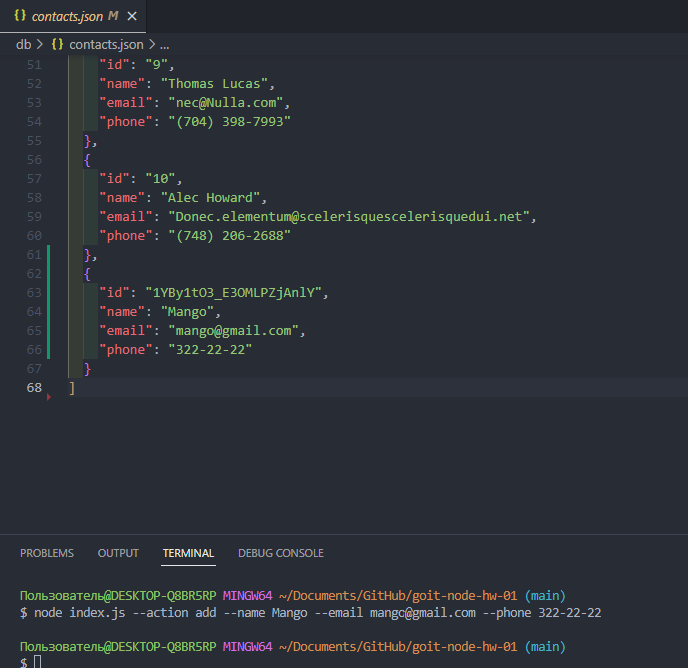 {} contacts.json M ×
db > {} contacts.json > ...
51 "id": "9",
52 "name": "Thomas Lucas",
53 "email": "nec@Nulla.com",
54 "phone": "(704) 398-7993"
55 },
56 {
57 "id": "10",
58 "name": "Alec Howard",
59 "email": "Donec.elementum@scelerisquescelerisquedui.net",
60 "phone": "(748) 206-2688"
61 },
62 {
63 "id": "1YBy1tO3_E3OMLPZjAnlY",
64 "name": "Mango",
65 "email": "mango@gmail.com",
66 "phone": "322-22-22"
67 }
68 ]
PROBLEMS OUTPUT TERMINAL DEBUG CONSOLE
Пользователь@DESKTOP-Q8BR5RP MINGW64 ~/Documents/GitHub/goit-node-hw-01 (main)
$ node index.js --action add --name Mango --email mango@gmail.com --phone 322-22-22
Пользователь@DESKTOP-Q8BR5RP MINGW64 ~/Documents/GitHub/goit-node-hw-01 (main)
$